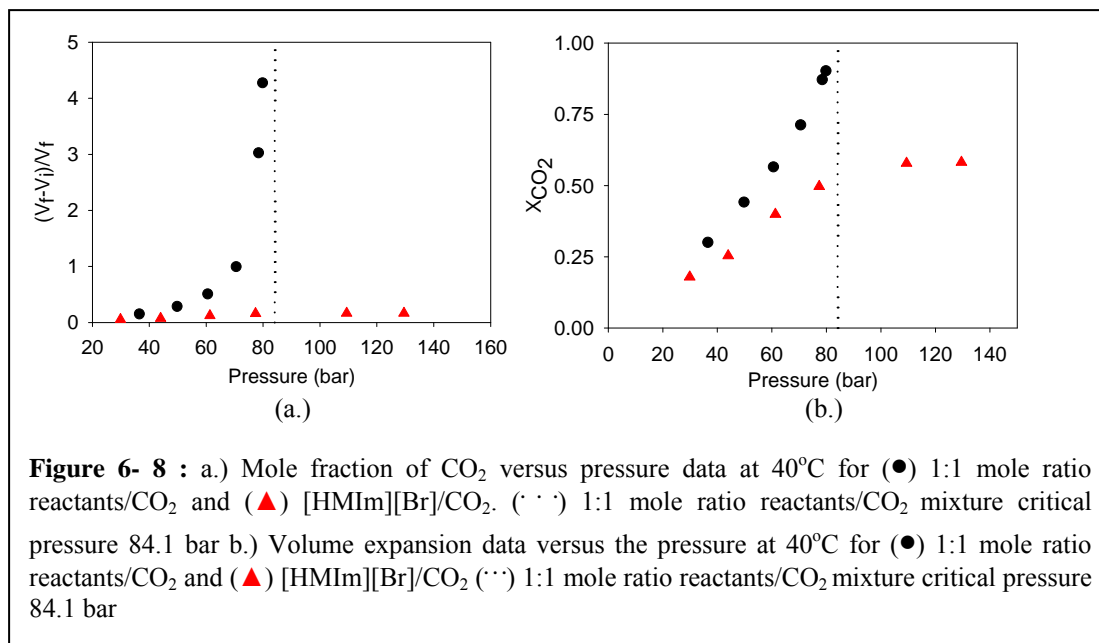 5
4
3
2
1
0
(Vf-Vi)/Vf
20 40 60 80 100 120 140 160
Pressure (bar)
(a.)
1.00
0.75
0.50
0.25
0.00
XCO2
0 20 40 60 80 100 120 140
Pressure (bar)
(b.)
Figure 6- 8 : a.) Mole fraction of CO2 versus pressure data at 40oC for (●) 1:1 mole ratio
reactants/CO2 and (▲) [HMIm][Br]/CO2. (· · ·) 1:1 mole ratio reactants/CO2 mixture critical
pressure 84.1 bar b.) Volume expansion data versus the pressure at 40oC for (●) 1:1 mole
ratio reactants/CO2 and (▲) [HMIm][Br]/CO2 (···) 1:1 mole ratio reactants/CO2 mixture critical pressure
84.1 bar